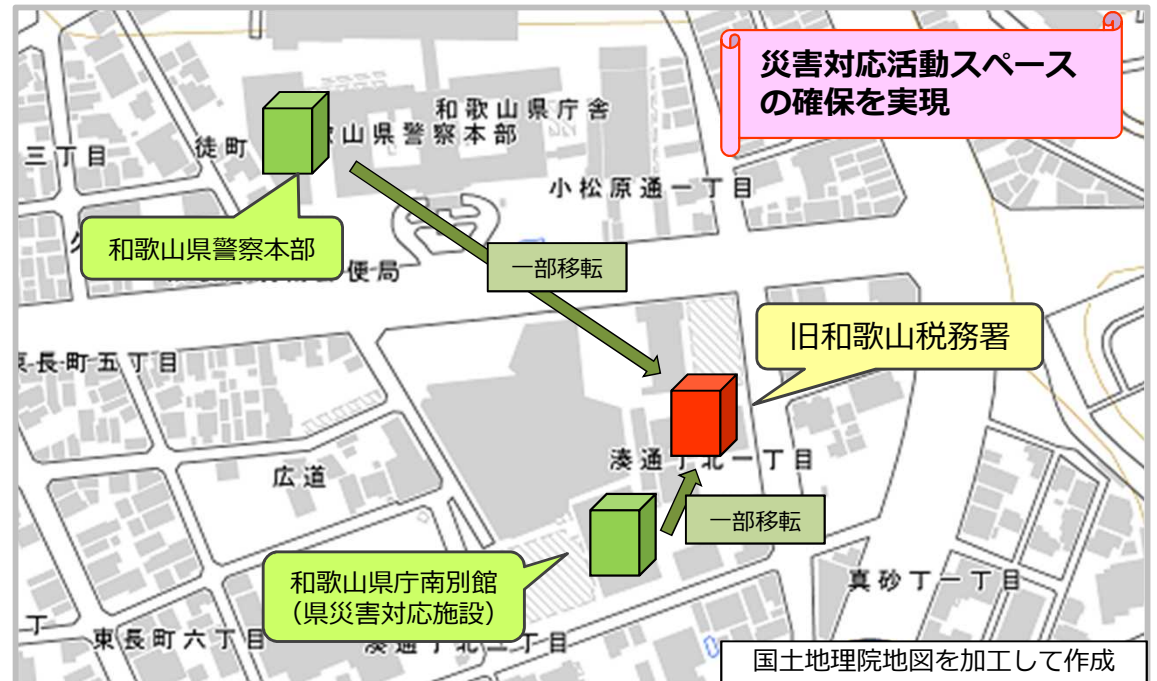 災害対応活動スペース
の確保を実現
和歌山県庁舎
山県警察本部
三丁目
徒町
小松原通一丁目
和歌山県警察本部
一部移転
便局
旧和歌山税務署
東長町五丁目
湊通丁北一丁目
広道
一部移転
和歌山県庁南別館
（県災害対応施設）
真砂丁一丁目
丁
東長町六丁目
湊通丁北二丁目
国土地理院地図を加工して作成